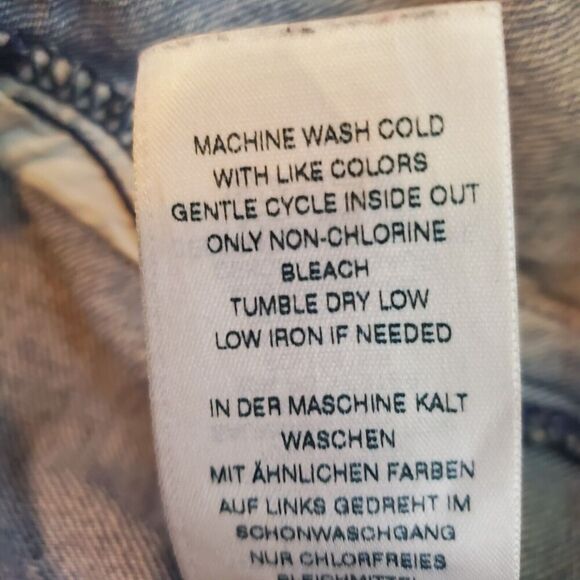 MACHINE WASH COLD
WITH LIKE COLORS
GENTLE CYCLE INSIDE OUT
ONLY NON-CHLORINE
BLEACH
TUMBLE DRY LOW
LOW IRON IF NEEDED
IN DER MASCHINE KALT
WASCHEN
MIT ÄHNLICHEN FARBEN
AUF LINKS GEDREHT IM
SCHONWASCHGANG
NUR CHLORFREIES
BLEICHMITTEL